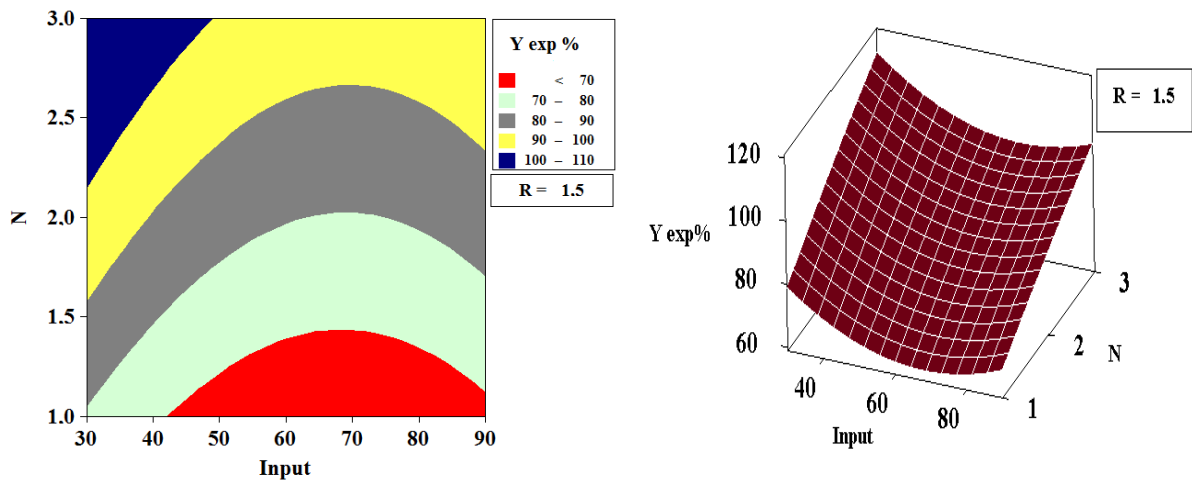 3.0
2.5
2.0
1.5
1.0
N
30 40 50 60 70 80 90
Input
Y exp %
< 70
70 – 80
80 – 90
90 – 100
100 – 110
R = 1.5
R = 1.5
120
100
80
60
Y exp%
40
60
80
Input
1
2
3
N